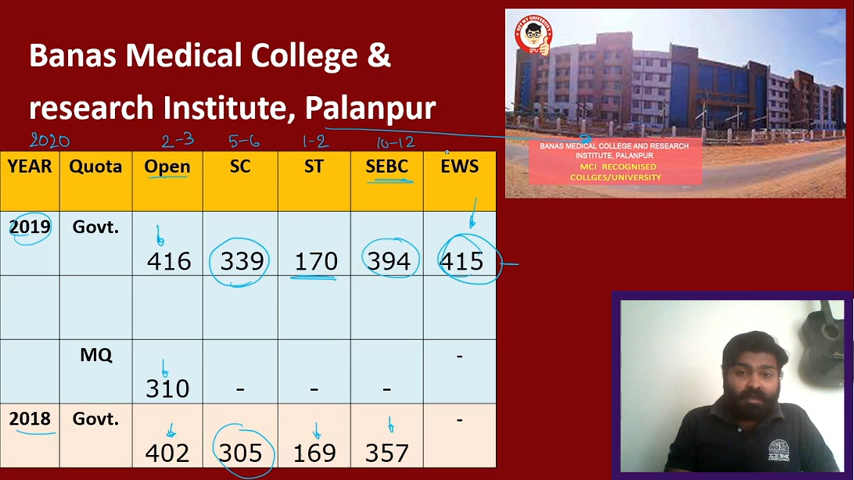 Banas Medical College &
research Institute, Palanpur
2020 2-3 5-6 1-2 10-12
YEAR Quota Open SC ST SEBC EWS
2019 Govt.
416 339 170 394 415
MQ -
310 - - -
2018 Govt. -
402 305 169 357
BANAS MEDICAL COLLEGE AND RESEARCH
INSTITUTE, PALANPUR
MCI RECOGNISED
COLLGES/UNIVERSITY